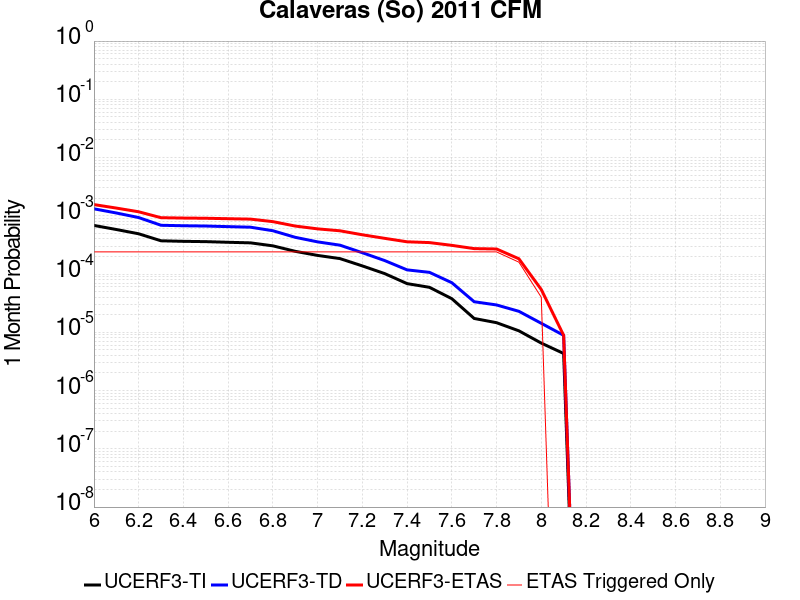 Calaveras (So) 2011 CFM
10 0
10 -1
10 -2
10 -3
10 -4
10 -5
10 -6
10 -7
10 -8
1 Month Probability
6 6.2 6.4 6.6 6.8 7 7.2 7.4 7.6 7.8 8 8.2 8.4 8.6 8.8 9
Magnitude
UCERF3-TI UCERF3-TD UCERF3-ETAS ETAS Triggered Only